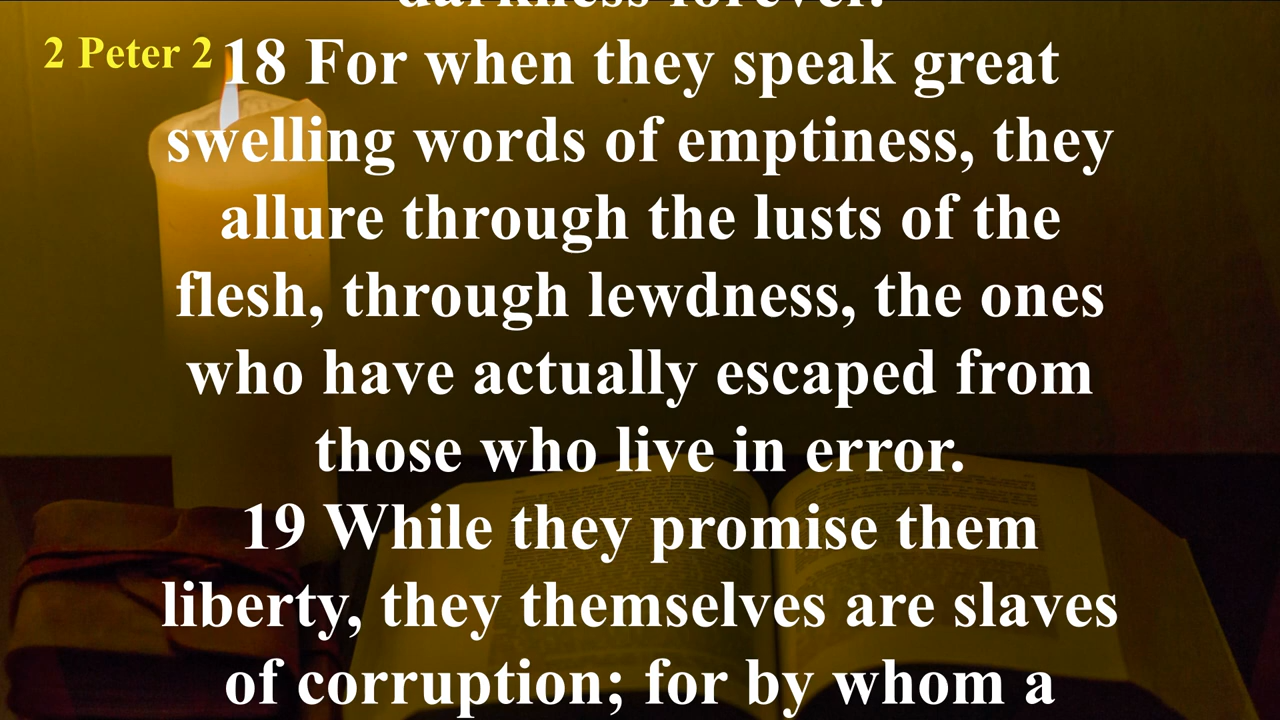 darkness forever.
2 Peter 2
18 For when they speak great
swelling words of emptiness, they
allure through the lusts of the
flesh, through lewdness, the ones
who have actually escaped from
those who live in error.
19 While they promise them
liberty, they themselves are slaves
of corruption; for by whom a